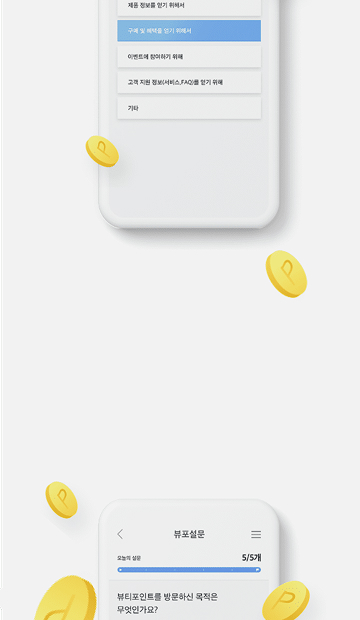 제품 정보를 얻기 위해서
구매 및 혜택을 얻기 위해서
이벤트에 참여하기 위해
고객 지원 정보(서비스,FAQ)를 얻기 위해
기타
P
P
P
뷰포설문
오늘의 설문
5/5개
뷰티포인트를 방문하신 목적은
무엇인가요?
P
P